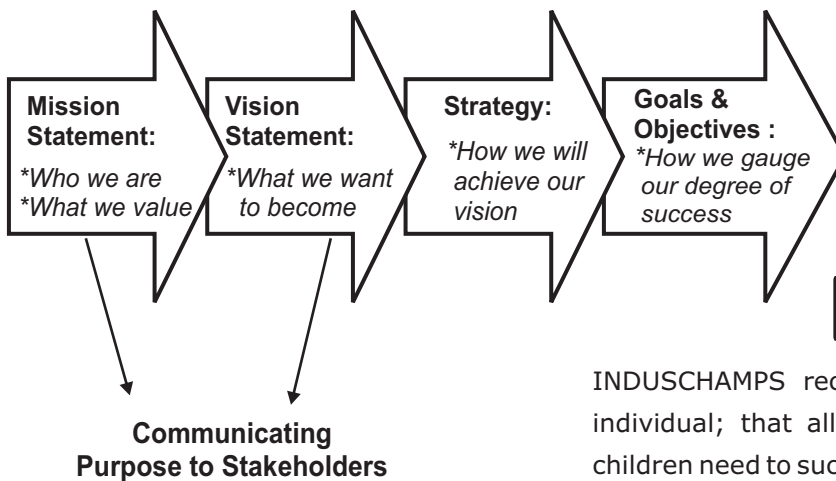 Mission
Statement:
*Who we are
*What we value
Vision
Statement:
*What we want
to become
Strategy:
*How we will
achieve our
vision
Goals &
Objectives :
*How we gauge
our degree of
success
Communicating
Purpose to Stakeholders
INDUSCHAMPS
individual; that all
children need to